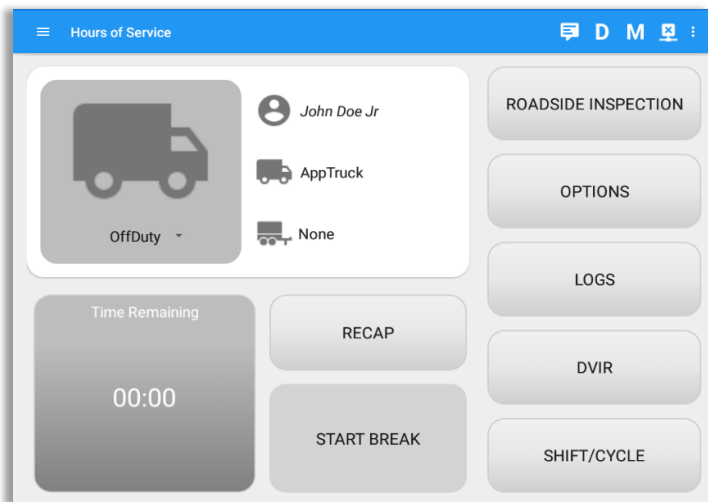 Hours of Service
D M
John Doe Jr
AppTruck
None
OffDuty
Time Remaining
00:00
RECAP
START BREAK
ROADSIDE INSPECTION
OPTIONS
LOGS
DVIR
SHIFT/CYCLE